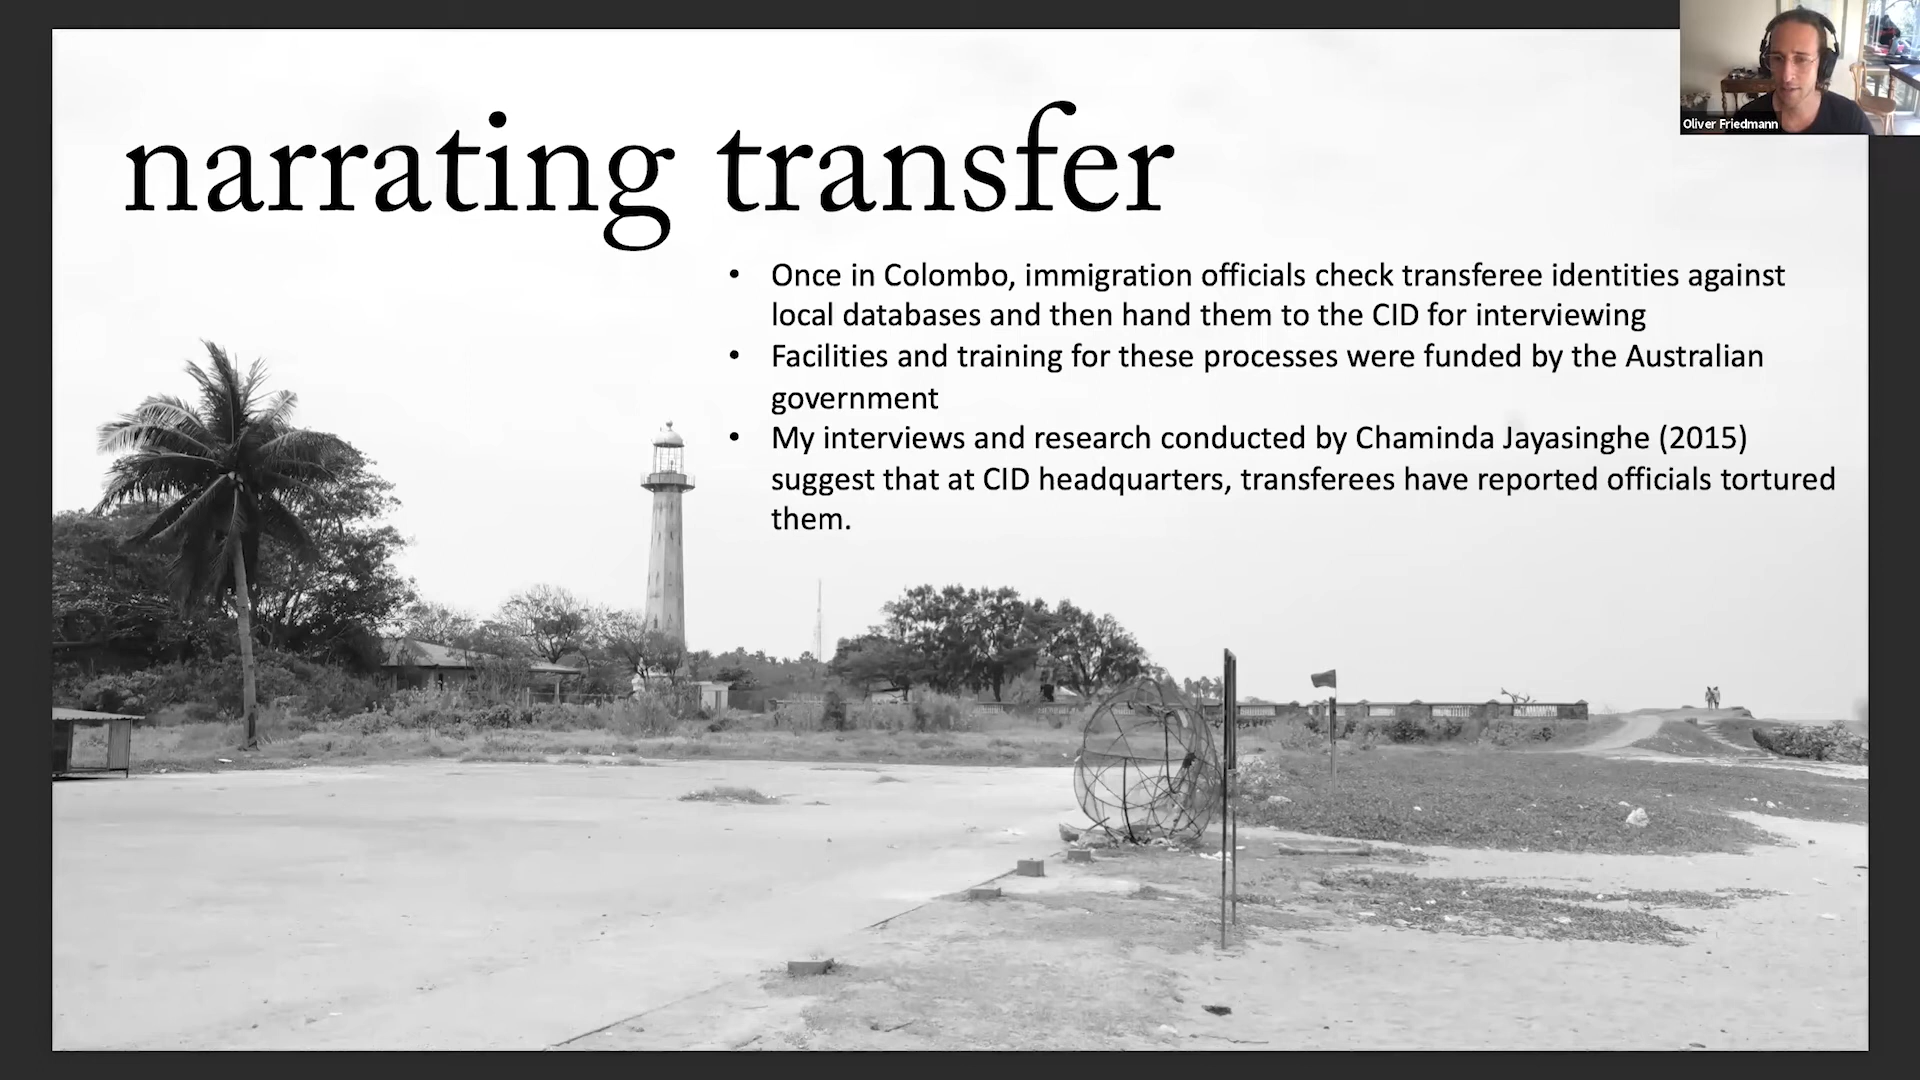 Oliver Friedmann
narrating transfer
• Once in Colombo, immigration officials check transferee identities against
local databases and then hand them to the CID for interviewing
• Facilities and training for these processes were funded by the Australian
government
• My interviews and research conducted by Chaminda Jayasinghe (2015)
suggest that at CID headquarters, transferees have reported officials tortured
them.